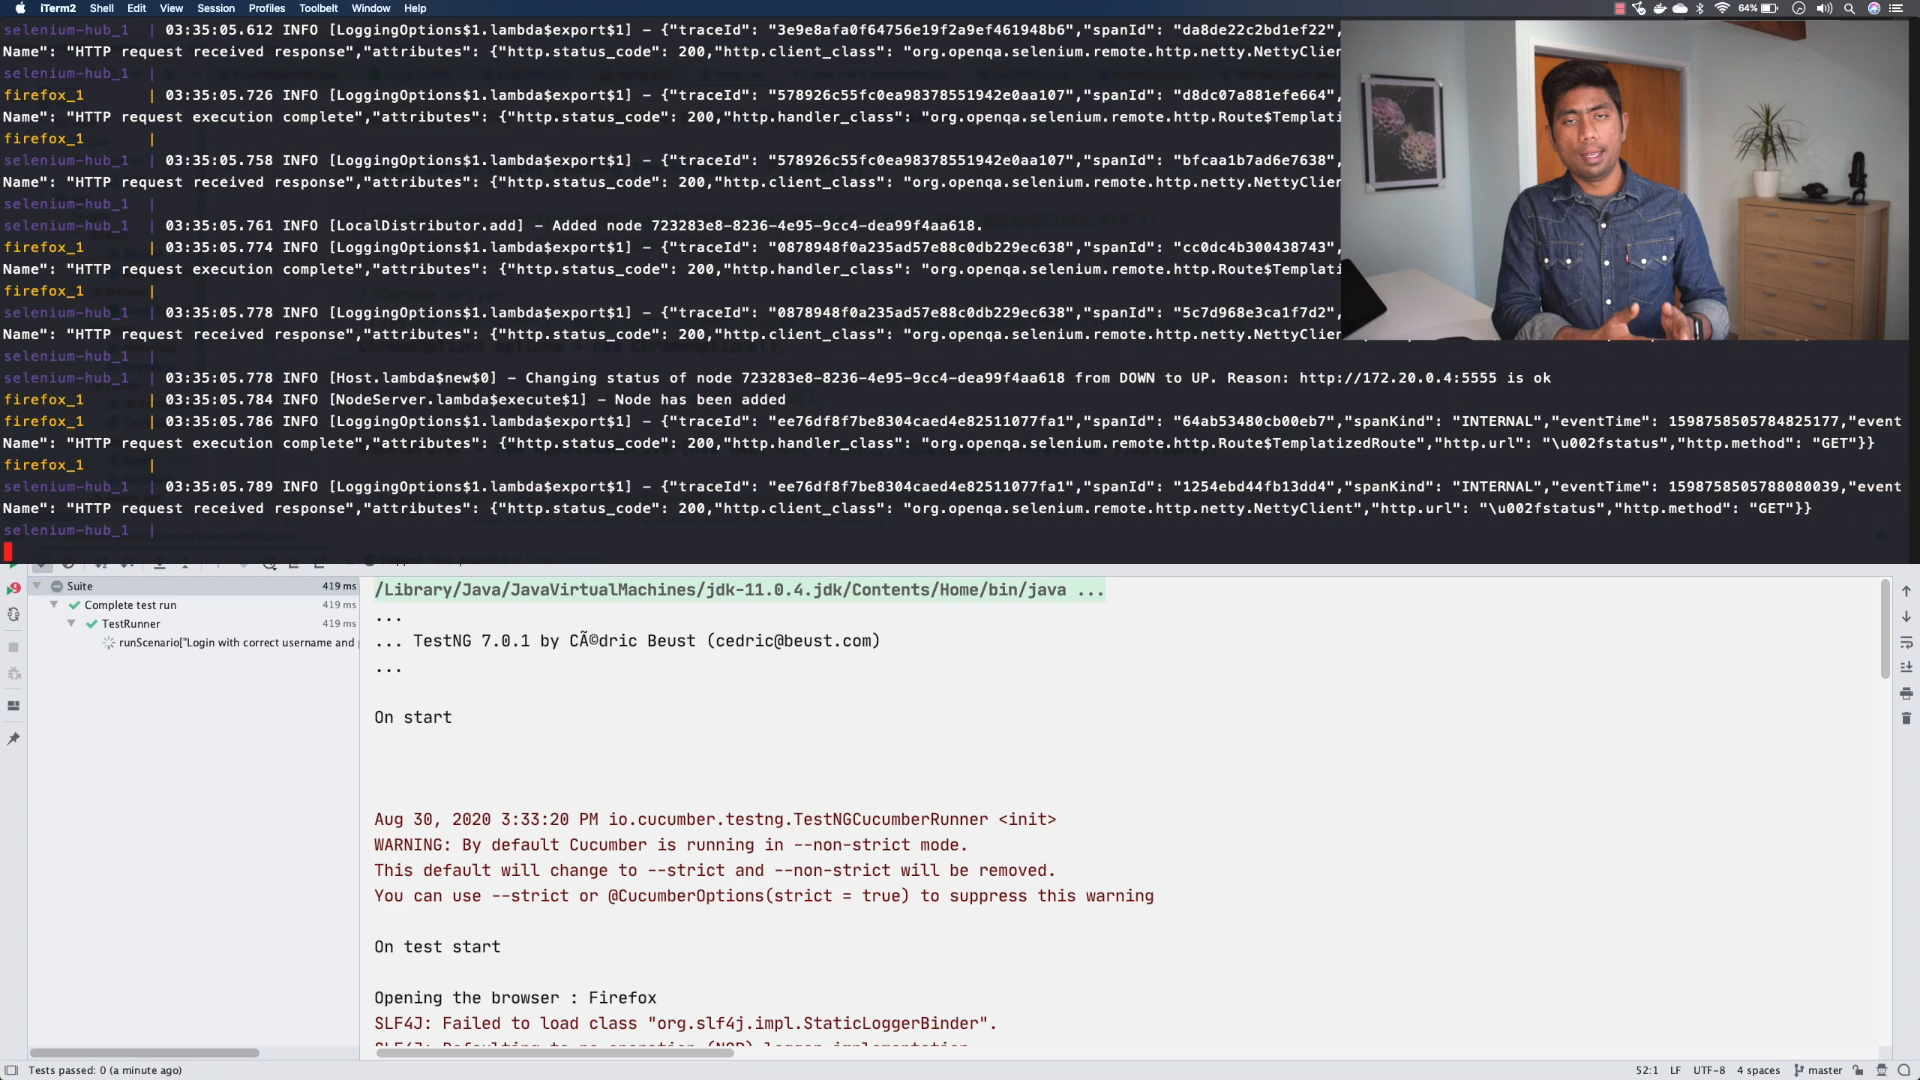 iTerm2 Shell Edit View Session Profiles Toolbelt Window Help 64%
selenium-hub_1 | 03:35:05.612 INFO [LoggingOptions$1.lambda$export$1] - {"traceId": "3e9e8afa0f64756e19f2a9ef461948b6","spanId": "da8de22c2bd1ef22",
Name": "HTTP request received response","attributes": {"http.status_code": 200,"http.client_class": "org.openqa.selenium.remote.http.netty.NettyClien
selenium-hub_1 |
firefox_1 | 03:35:05.726 INFO [LoggingOptions$1.lambda$export$1] - {"traceId": "578926c55fc0ea98378551942e0aa107","spanId": "d8dc07a881efe664",
Name": "HTTP request execution complete","attributes": {"http.status_code": 200,"http.handler_class": "org.openqa.selenium.remote.http.Route$Templati
firefox_1 |
selenium-hub_1 | 03:35:05.758 INFO [LoggingOptions$1.lambda$export$1] - {"traceId": "578926c55fc0ea98378551942e0aa107","spanId": "bfcaa1b7ad6e7638",
Name": "HTTP request received response","attributes": {"http.status_code": 200,"http.client_class": "org.openqa.selenium.remote.http.netty.NettyClien
selenium-hub_1 |
selenium-hub_1 | 03:35:05.761 INFO [LocalDistributor.add] - Added node 723283e8-8236-4e95-9cc4-dea99f4aa618.
firefox_1 | 03:35:05.774 INFO [LoggingOptions$1.lambda$export$1] - {"traceId": "0878948f0a235ad57e88c0db229ec638","spanId": "cc0dc4b300438743",
Name": "HTTP request execution complete","attributes": {"http.status_code": 200,"http.handler_class": "org.openqa.selenium.remote.http.Route$Templati
firefox_1 |
selenium-hub_1 | 03:35:05.778 INFO [LoggingOptions$1.lambda$export$1] - {"traceId": "0878948f0a235ad57e88c0db229ec638","spanId": "5c7d968e3ca1f7d2",
Name": "HTTP request received response","attributes": {"http.status_code": 200,"http.client_class": "org.openqa.selenium.remote.http.netty.NettyClien
selenium-hub_1 |
selenium-hub_1 | 03:35:05.778 INFO [Host.lambda$new$0] - Changing status of node 723283e8-8236-4e95-9cc4-dea99f4aa618 from DOWN to UP. Reason: http://172.20.0.4:5555 is ok
firefox_1 | 03:35:05.784 INFO [NodeServer.lambda$execute$1] - Node has been added
firefox_1 | 03:35:05.786 INFO [LoggingOptions$1.lambda$export$1] - {"traceId": "ee76df8f7be8304caed4e82511077fa1","spanId": "64ab53480cb00eb7","spanKind": "INTERNAL","eventTime": 1598758505784825177,"event
Name": "HTTP request execution complete","attributes": {"http.status_code": 200,"http.handler_class": "org.openqa.selenium.remote.http.Route$TemplatizedRoute","http.url": "\u002fstatus","http.method": "GET"}}
firefox_1 |
selenium-hub_1 | 03:35:05.789 INFO [LoggingOptions$1.lambda$export$1] - {"traceId": "ee76df8f7be8304caed4e82511077fa1","spanId": "1254ebd44fb13dd4","spanKind": "INTERNAL","eventTime": 1598758505788080039,"event
Name": "HTTP request received response","attributes": {"http.status_code": 200,"http.client_class": "org.openqa.selenium.remote.http.netty.NettyClient","http.url": "\u002fstatus","http.method": "GET"}}
selenium-hub_1 |
Suite 419 ms
Complete test run 419 ms
TestRunner 419 ms
runScenario["Login with correct username and
/Library/Java/JavaVirtualMachines/jdk-11.0.4.jdk/Contents/Home/bin/java ...
...
... TestNG 7.0.1 by CÃ©dric Beust (cedric@beust.com)
...
On start
Aug 30, 2020 3:33:20 PM io.cucumber.testng.TestNGCucumberRunner <init>
WARNING: By default Cucumber is running in --non-strict mode.
This default will change to --strict and --non-strict will be removed.
You can use --strict or @CucumberOptions(strict = true) to suppress this warning
On test start
Opening the browser : Firefox
SLF4J: Failed to load class "org.slf4j.impl.StaticLoggerBinder".
SLF4J: Defaulting to no-operation (NOP) logger implementation
Tests passed: 0 (a minute ago) 52:1 LF UTF-8 4 spaces master